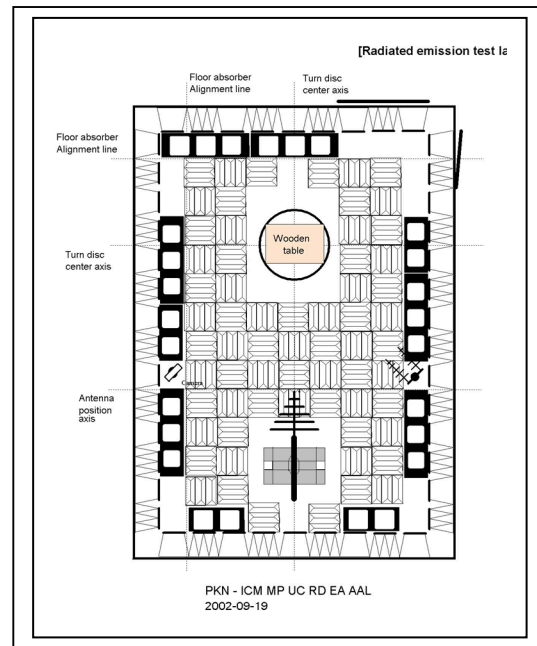 [Radiated emission test la
Floor absorber
Alignment line
Turn disc
center axis
Floor absorber
Alignment line
Wooden
table
Turn disc
center axis
Camera
Antenna
position
axis
PKN - ICM MP UC RD EA AAL
2002-09-19